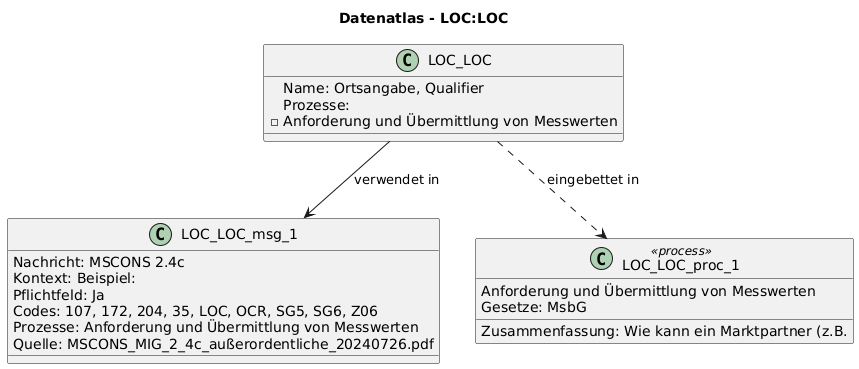 Datenatlas - LOC:LOC
C LOC_LOC
Name: Ortsangabe, Qualifier
Prozesse:
Anforderung und Übermittlung von Messwerten
verwendet in
eingebettet in
C LOC_LOC_msg_1
Nachricht: MSCONS 2.4c
Kontext: Beispiel:
Pflichtfeld: Ja
Codes: 107, 172, 204, 35, LOC, OCR, SG5, SG6, Z06
Prozesse: Anforderung und Übermittlung von Messwerten
Quelle: MSCONS_MIG_2_4c_außerordentliche_20240726.pdf
«process»
C LOC_LOC_proc_1
Anforderung und Übermittlung von Messwerten
Gesetze: MsbG
Zusammenfassung: Wie kann ein Marktpartner (z.B.